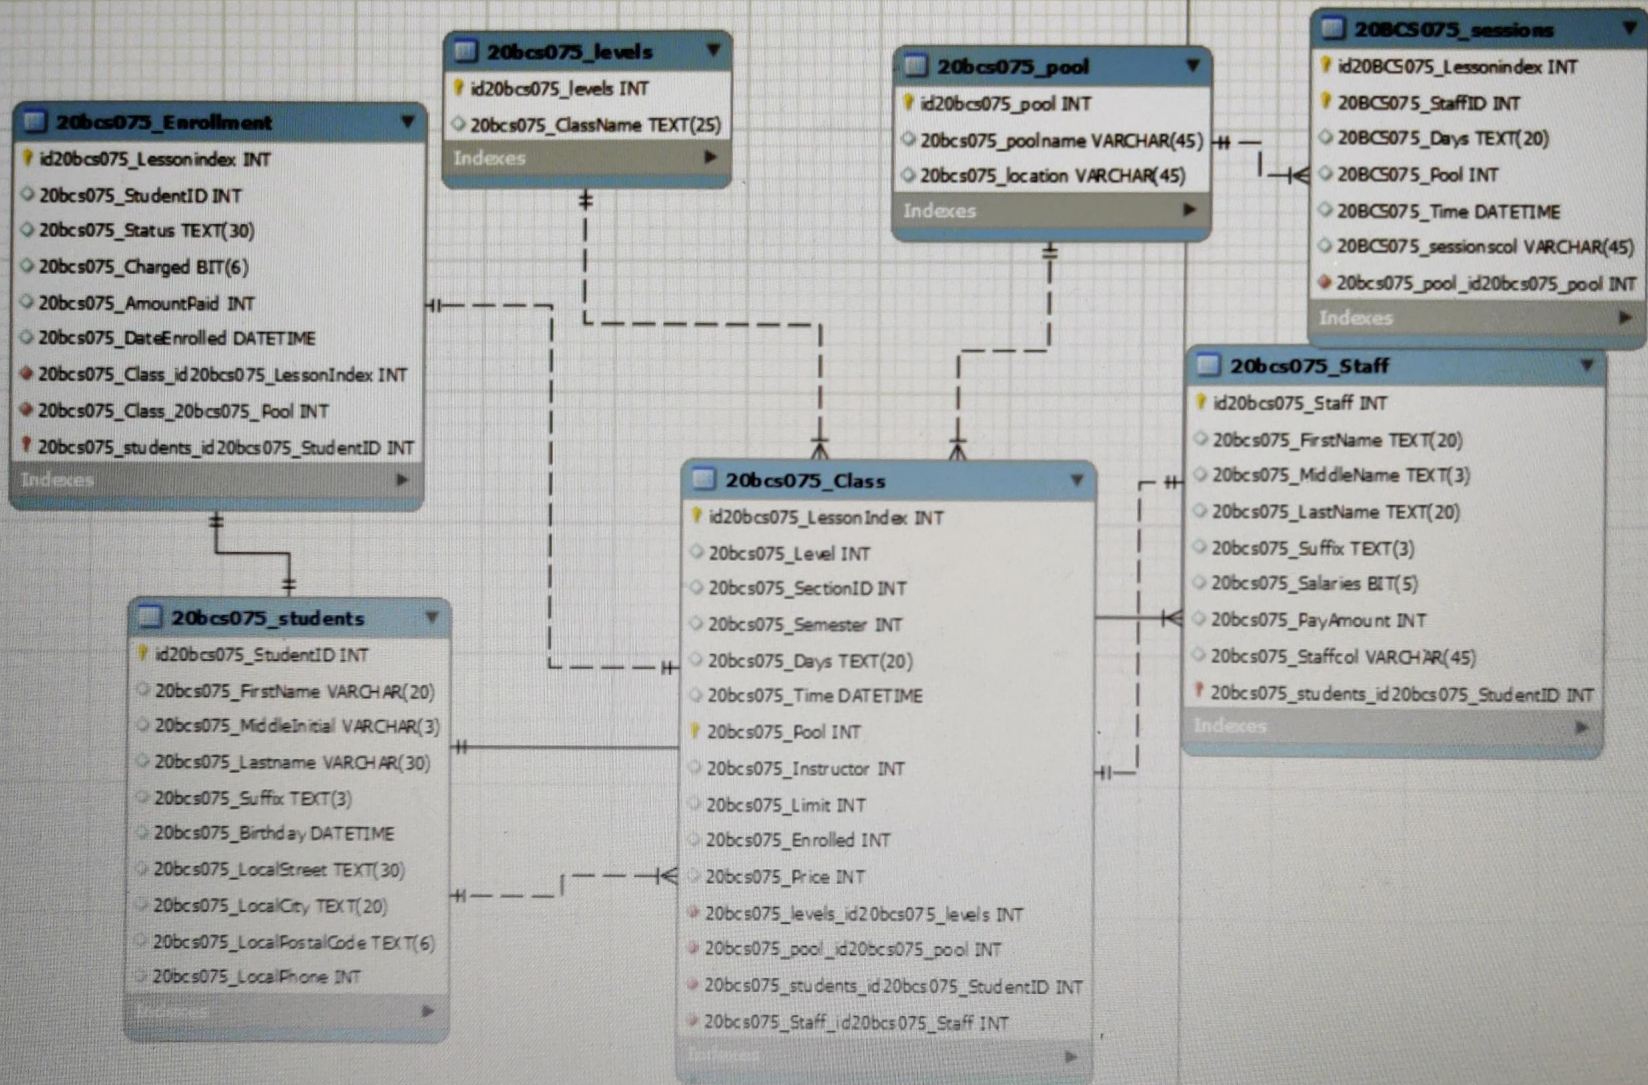 20bcs075_Enrollment
id20bcs075_Lessonindex INT
20bcs075_StudentID INT
20bcs075_Status TEXT(30)
20bcs075_Charged BIT(6)
20bcs075_AmountPaid INT
20bcs075_DateEnrolled DATETIME
20bcs075_Class_id20bcs075_LessonIndex INT
20bcs075_Class_20bcs075_Pool INT
20bcs075_students_id20bcs075_StudentID INT
Indexes
20bcs075_levels
id20bcs075_levels INT
20bcs075_ClassName TEXT(25)
Indexes
20bcs075_pool
id20bcs075_pool INT
20bcs075_poolname VARCHAR(45)
20bcs075_location VARCHAR(45)
Indexes
20BCS075_sessions
id20BCS075_Lessonindex INT
20BCS075_StaffID INT
20BCS075_Days TEXT(20)
20BCS075_Pool INT
20BCS075_Time DATETIME
20BCS075_sessionscol VARCHAR(45)
20bcs075_pool_id20bcs075_pool INT
Indexes
20bcs075_students
id20bcs075_StudentID INT
20bcs075_FirstName VARCHAR(20)
20bcs075_MiddleInitial VARCHAR(3)
20bcs075_Lastname VARCHAR(30)
20bcs075_Suffix TEXT(3)
20bcs075_Birthday DATETIME
20bcs075_LocalStreet TEXT(30)
20bcs075_LocalCity TEXT(20)
20bcs075_LocalPostalCode TEXT(6)
20bcs075_LocalPhone INT
Indexes
20bcs075_Class
id20bcs075_LessonIndex INT
20bcs075_Level INT
20bcs075_SectionID INT
20bcs075_Semester INT
20bcs075_Days TEXT(20)
20bcs075_Time DATETIME
20bcs075_Pool INT
20bcs075_Instructor INT
20bcs075_Limit INT
20bcs075_Enrolled INT
20bcs075_Price INT
20bcs075_levels_id20bcs075_levels INT
20bcs075_pool_id20bcs075_pool INT
20bcs075_students_id20bcs075_StudentID INT
20bcs075_Staff_id20bcs075_Staff INT
Indexes
20bcs075_Staff
id20bcs075_Staff INT
20bcs075_FirstName TEXT(20)
20bcs075_MiddleName TEXT(3)
20bcs075_LastName TEXT(20)
20bcs075_Suffix TEXT(3)
20bcs075_Salaries BIT(5)
20bcs075_PayAmount INT
20bcs075_Staffcol VARCHAR(45)
20bcs075_students_id20bcs075_StudentID INT
Indexes